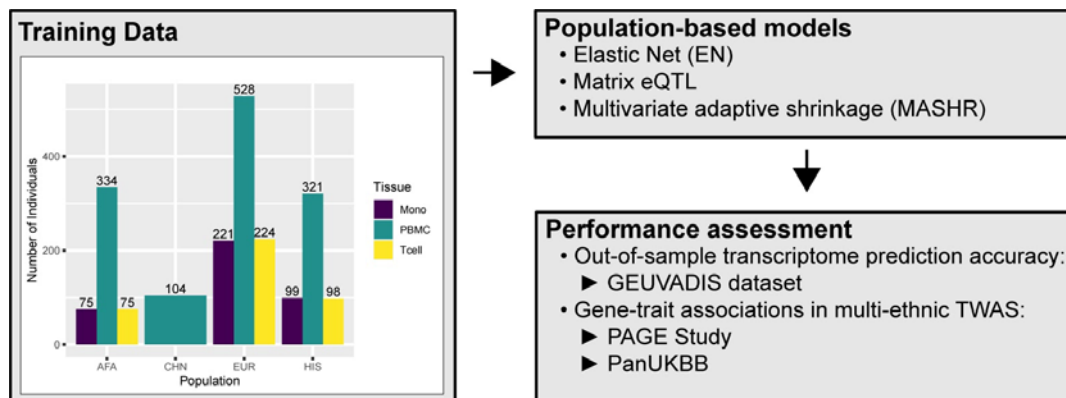 Training Data
528
400
334
321
Number of Individuals
221
224
200
104
75
75
99
98
0
AFA
CHN
EUR
HIS
Population
Tissue
Mono
PBMC
Tcell
Population-based models
• Elastic Net (EN)
• Matrix eQTL
• Multivariate adaptive shrinkage (MASHR)
Performance assessment
• Out-of-sample transcriptome prediction accuracy:
► GEUVADIS dataset
• Gene-trait associations in multi-ethnic TWAS:
► PAGE Study
► PanUKBB